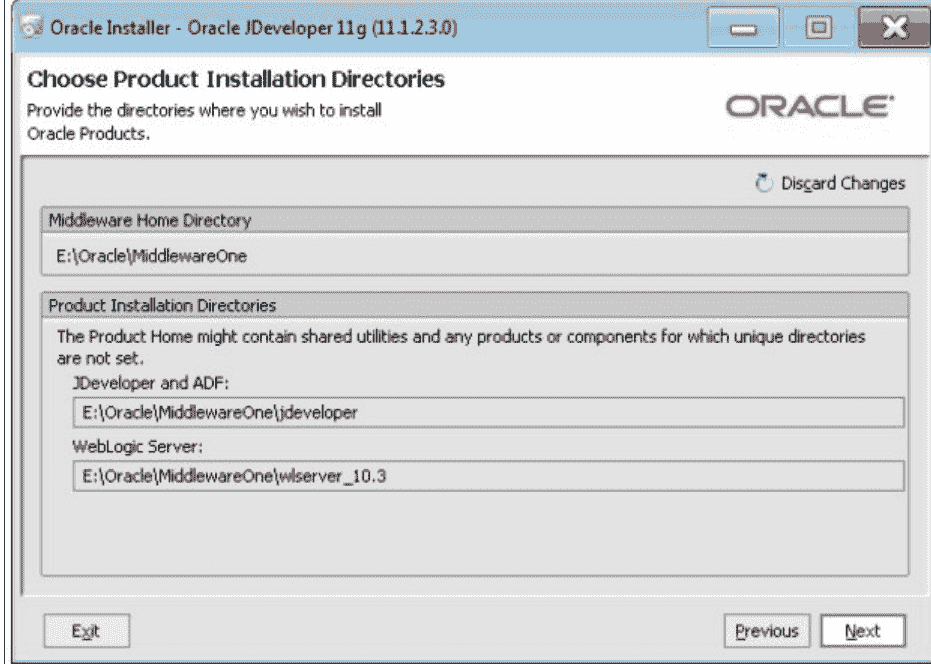 Oracle Installer - Oracle JDeveloper 11g (11.1.2.3.0)
Choose Product Installation Directories
Provide the directories where you wish to install
Oracle Products.
ORACLE
Discard Changes
Middleware Home Directory
E:\Oracle\MiddlewareOne
Product Installation Directories
The Product Home might contain shared utilities and any products or components for which unique directories
are not set.
JDeveloper and ADF:
E:\Oracle\MiddlewareOne\jdeveloper
WebLogic Server:
E:\Oracle\MiddlewareOne\wlserver_10.3
Exit
Previous
Next